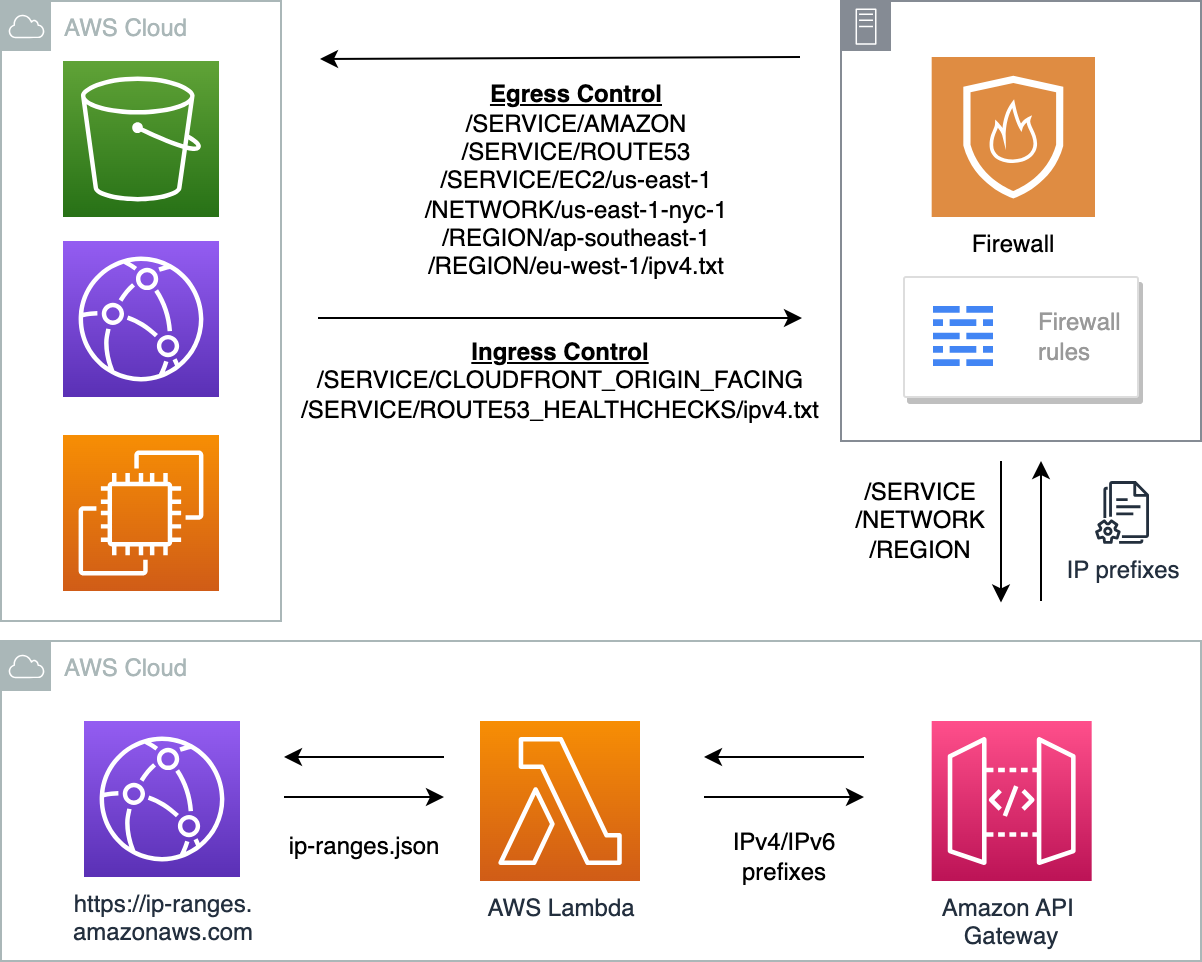 AWS Cloud
Egress Control
/SERVICE/AMAZON
/SERVICE/ROUTE53
/SERVICE/EC2/us-east-1
/NETWORK/us-east-1-nyc-1
/REGION/ap-southeast-1
/REGION/eu-west-1/ipv4.txt
Ingress Control
/SERVICE/CLOUDFRONT_ORIGIN_FACING
/SERVICE/ROUTE53_HEALTHCHECKS/ipv4.txt
Firewall
Firewall
rules
/SERVICE
/NETWORK
/REGION
IP prefixes
AWS Cloud
https://ip-ranges.
amazonaws.com
ip-ranges.json
AWS Lambda
IPv4/IPv6
prefixes
</>
Amazon API
Gateway